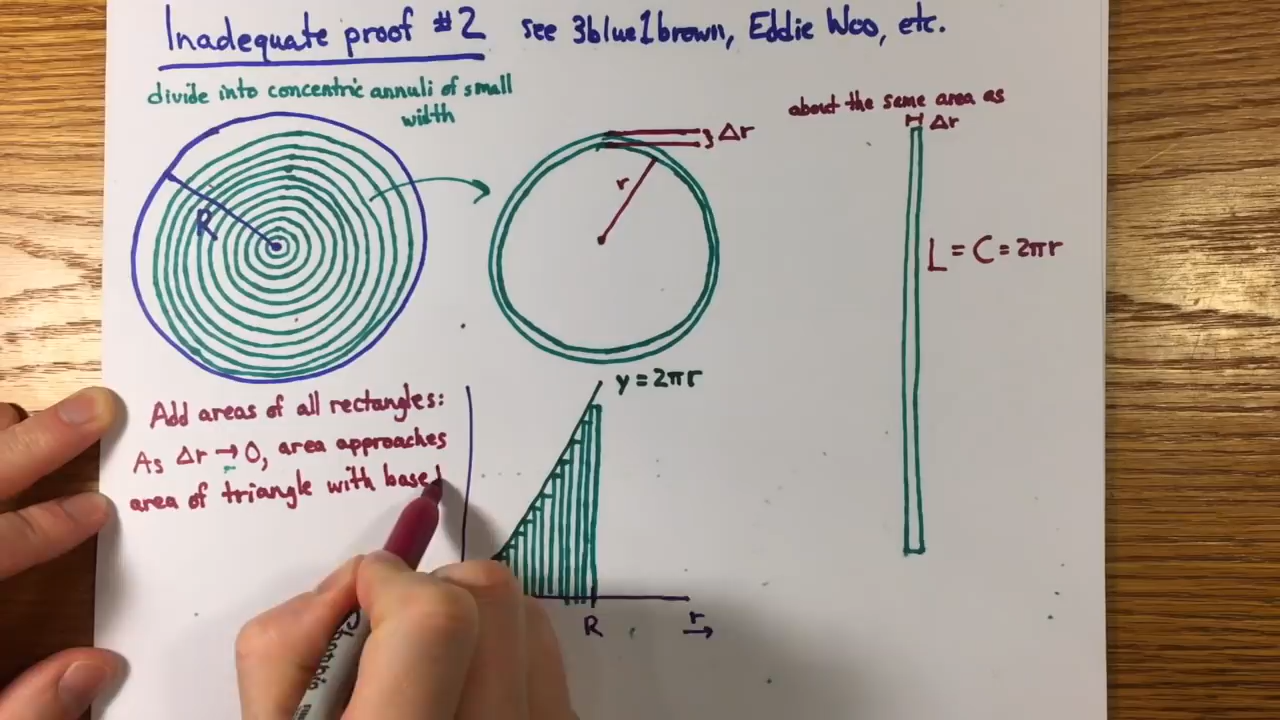 Inadequate proof #2 see 3blue1brown, Eddie Woo, etc.
divide into concentric annuli of small
width
R
Δr
r
about the same area as
Δr
L = C = 2πr
Add areas of all rectangles:
As Δr → 0, area approaches
area of triangle with base
y = 2πr
R
r
Sharpie